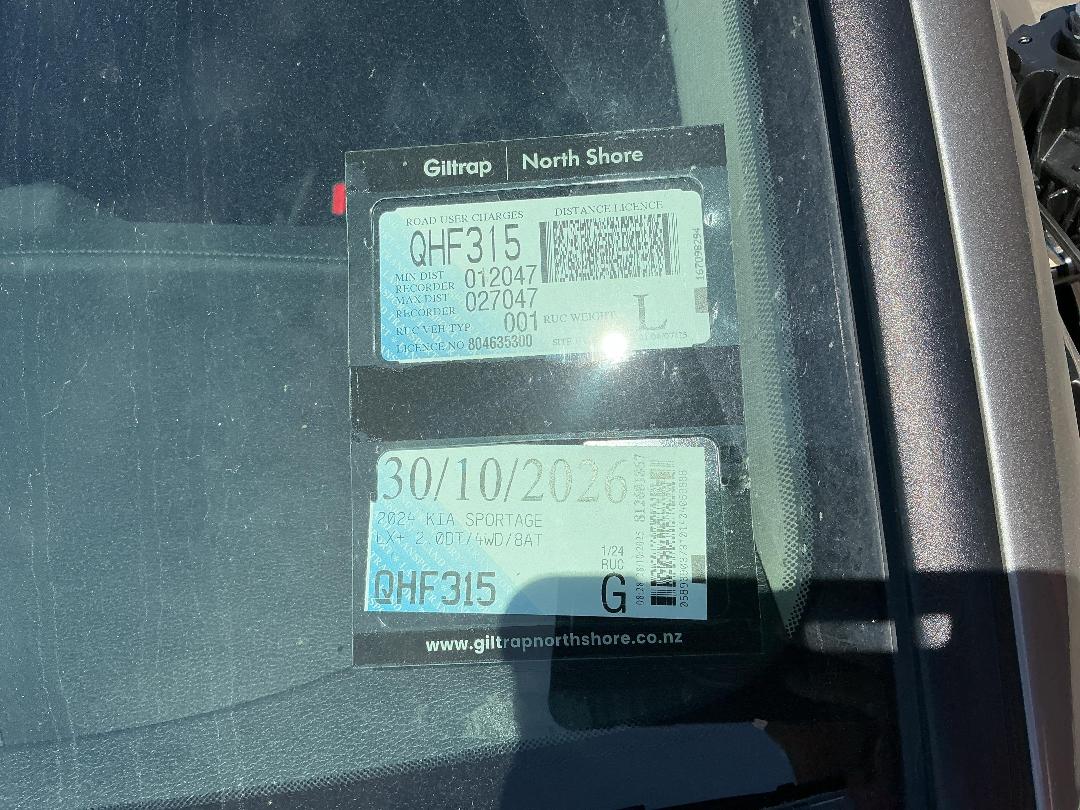 Giltrap | North Shore
ROAD USER CHARGES DISTANCE LICENCE
QHF315
MIN DIST
RECORDER 012047
MAX DIST
RECORDER 027047
RUC VEH TYP 001 RUC WEIGHT L
LICENCE NO 804635300
167098294
30/10/2026
2024 KIA SPORTAGE
LX+ 2.0DT/4WD/8AT
1/24
RUC
QHF315 G
www.giltrapnorthshore.co.nz